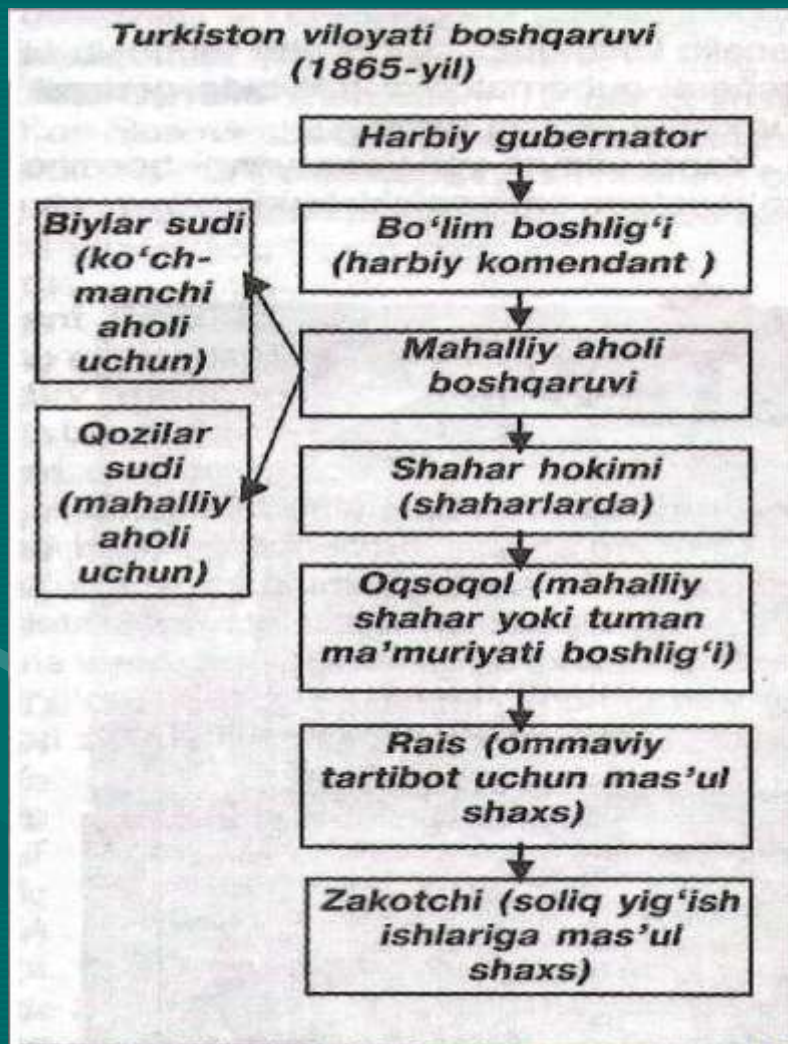 Turkiston viloyati boshqaruvi
(1865-yil)
Harbiy gubernator
Bo‘lim boshlig‘i
(harbiy komendant )
Mahalliy aholi
boshqaruvi
Biylar sudi
(ko‘ch-
manchi
aholi
uchun)
Qozilar
sudi
(mahalliy
aholi
uchun)
Shahar hokimi
(shaharlarda)
Oqsoqol (mahalliy
shahar yoki tuman
ma’muriyati boshlig‘i)
Rais (ommaviy
tartibot uchun mas’ul
shaxs)
Zakotchi (soliq yig‘ish
ishlariga mas’ul
shaxs)